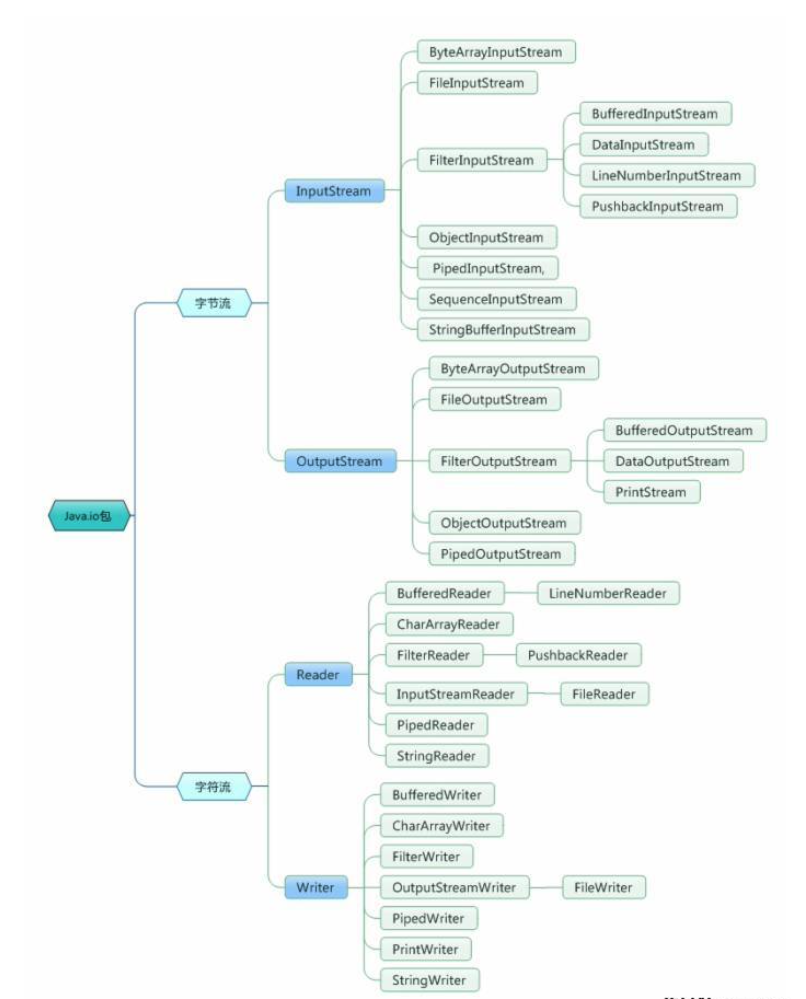 Java.io包
字节流
InputStream
ByteArrayInputStream
FileInputStream
FilterInputStream
BufferedInputStream
DataInputStream
LineNumberInputStream
PushbackInputStream
ObjectInputStream
PipedInputStream,
SequenceInputStream
StringBufferInputStream
OutputStream
ByteArrayOutputStream
FileOutputStream
FilterOutputStream
BufferedOutputStream
DataOutputStream
PrintStream
ObjectOutputStream
PipedOutputStream
字符流
Reader
BufferedReader
LineNumberReader
CharArrayReader
FilterReader
PushbackReader
InputStreamReader
FileReader
PipedReader
StringReader
Writer
BufferedWriter
CharArrayWriter
FilterWriter
OutputStreamWriter
FileWriter
PipedWriter
PrintWriter
StringWriter